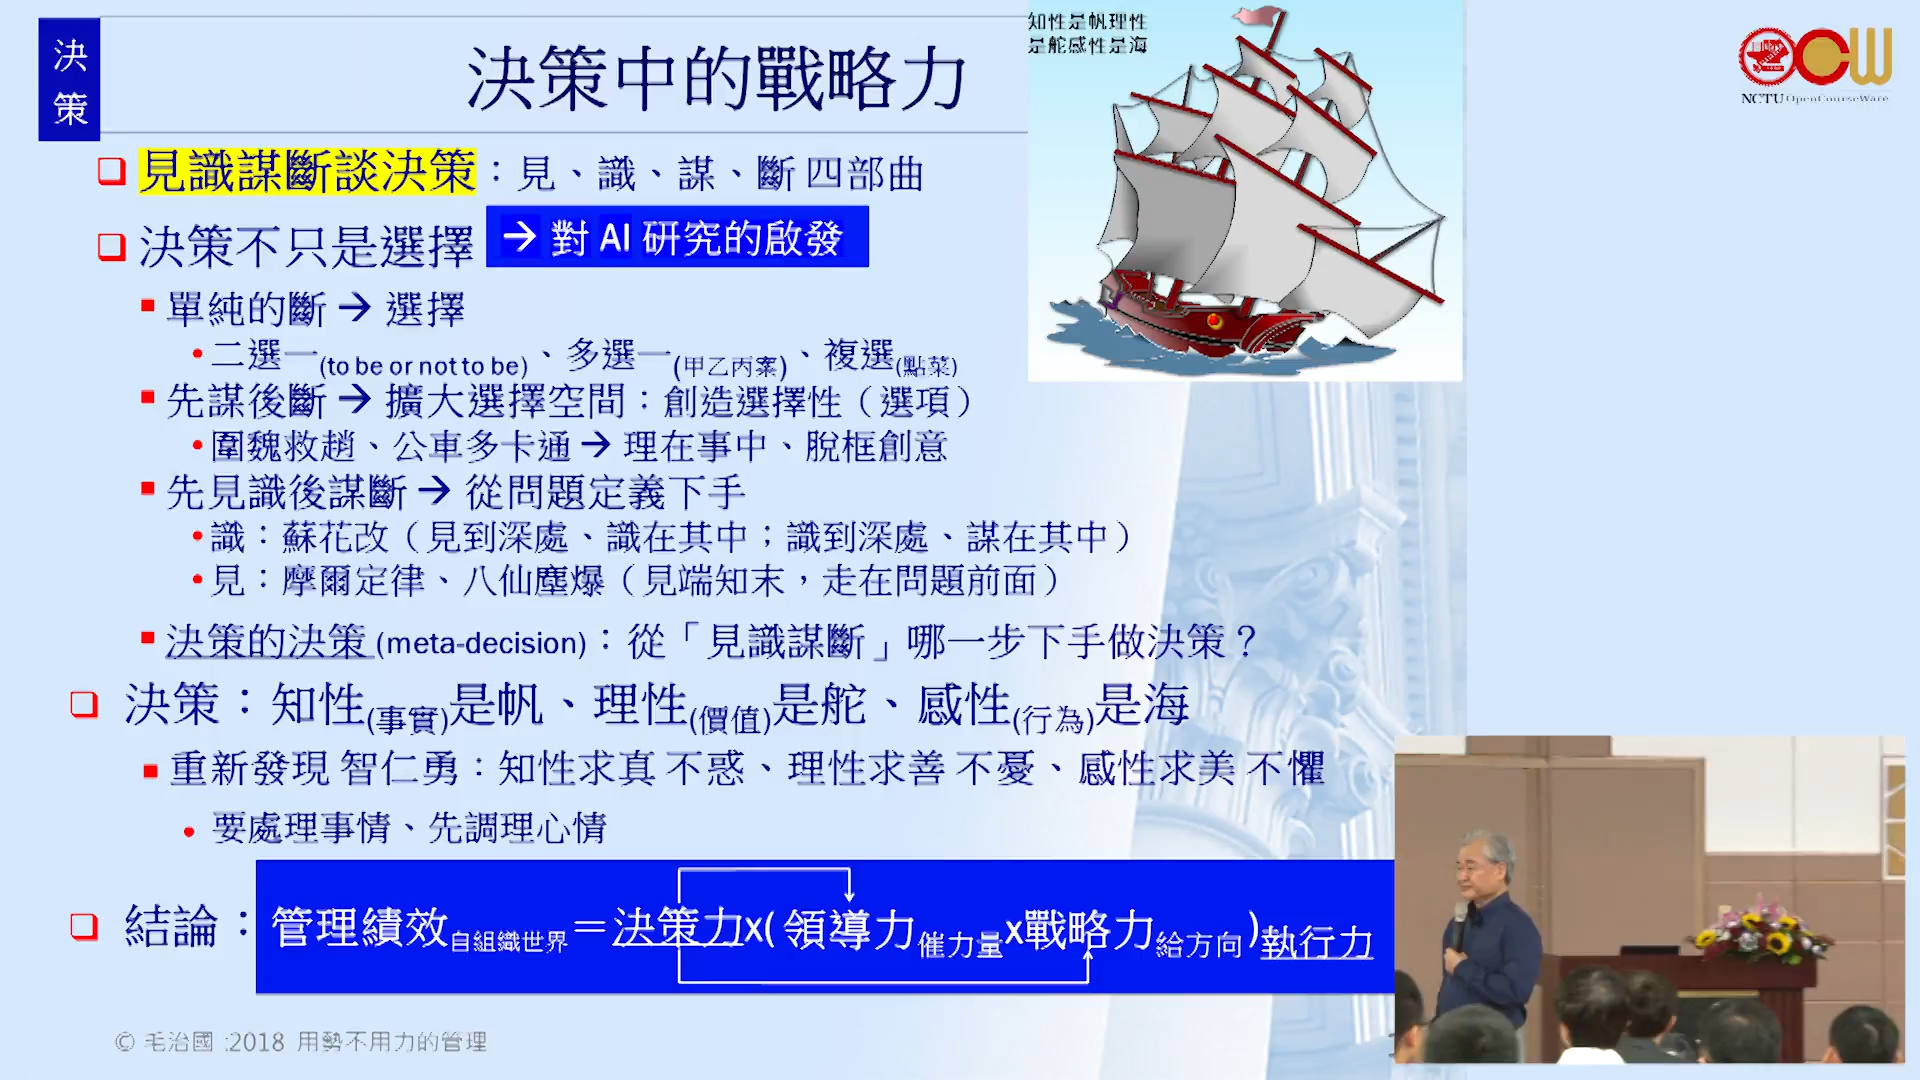 決策
決策中的戰略力
知性是帆理性
是舵感性是海
NCTU OpenCourseWare
見識謀斷談決策：見、識、謀、斷 四部曲
決策不只是選擇 → 對 AI 研究的啟發
單純的斷 → 選擇
二選一(to be or not to be)、多選一(甲乙丙案)、複選(點菜)
先謀後斷 → 擴大選擇空間：創造選擇性（選項）
圍魏救趙、公車多卡通 → 理在事中、脫框創意
先見識後謀斷 → 從問題定義下手
識：蘇花改（見到深處、識在其中；識到深處、謀在其中）
見：摩爾定律、八仙塵爆（見端知末，走在問題前面）
決策的決策 (meta-decision)：從「見識謀斷」哪一步下手做決策？
決策：知性(事實)是帆、理性(價值)是舵、感性(行為)是海
重新發現 智仁勇：知性求真 不惑、理性求善 不憂、感性求美 不懼
要處理事情、先調理心情
結論：管理績效自組織世界＝決策力x( 領導力催力量x戰略力給方向)執行力
© 毛治國 :2018 用勢不用力的管理